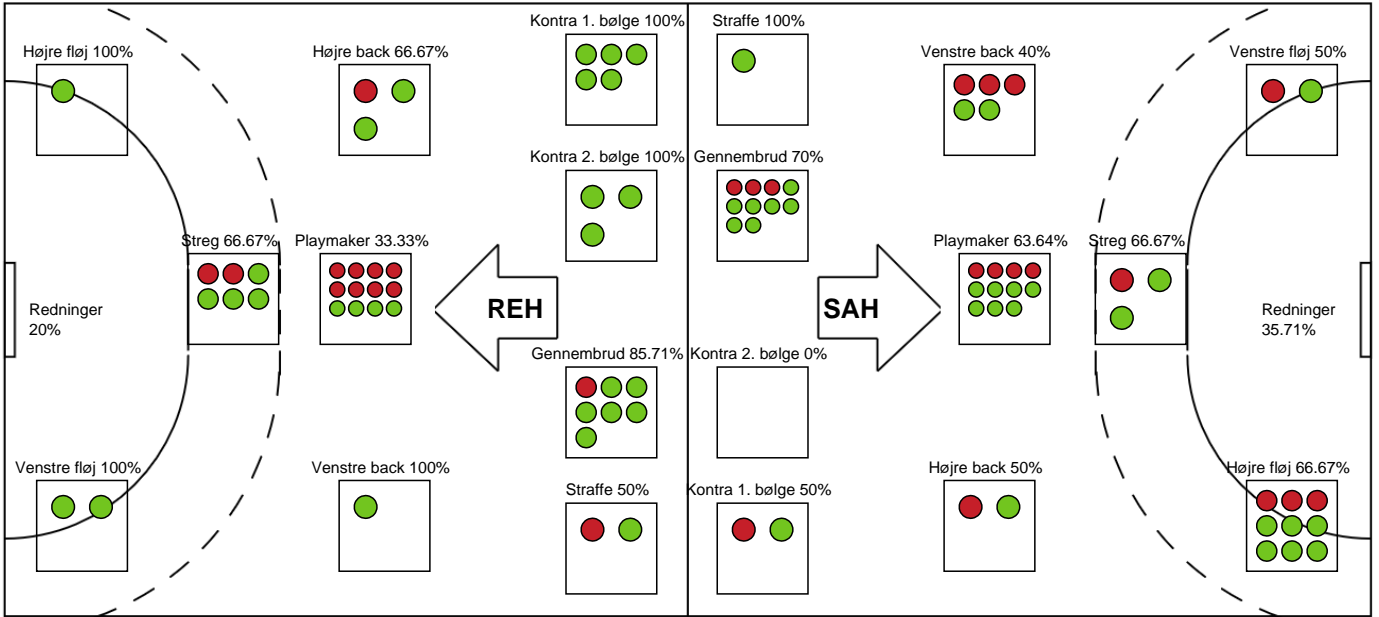 Kontra 1. bølge 100%
Straffe 100%
Højre fløj 100%
Højre back 66.67%
Venstre back 40%
Venstre fløj 50%
Kontra 2. bølge 100%
Gennembrud 70%
Streg 66.67%
Playmaker 33.33%
Playmaker 63.64%
Streg 66.67%
Redninger
20%
REH
SAH
Redninger
35.71%
Gennembrud 85.71%
Kontra 2. bølge 0%
Venstre fløj 100%
Venstre back 100%
Højre back 50%
Højre fløj 66.67%
Straffe 50%
Kontra 1. bølge 50%